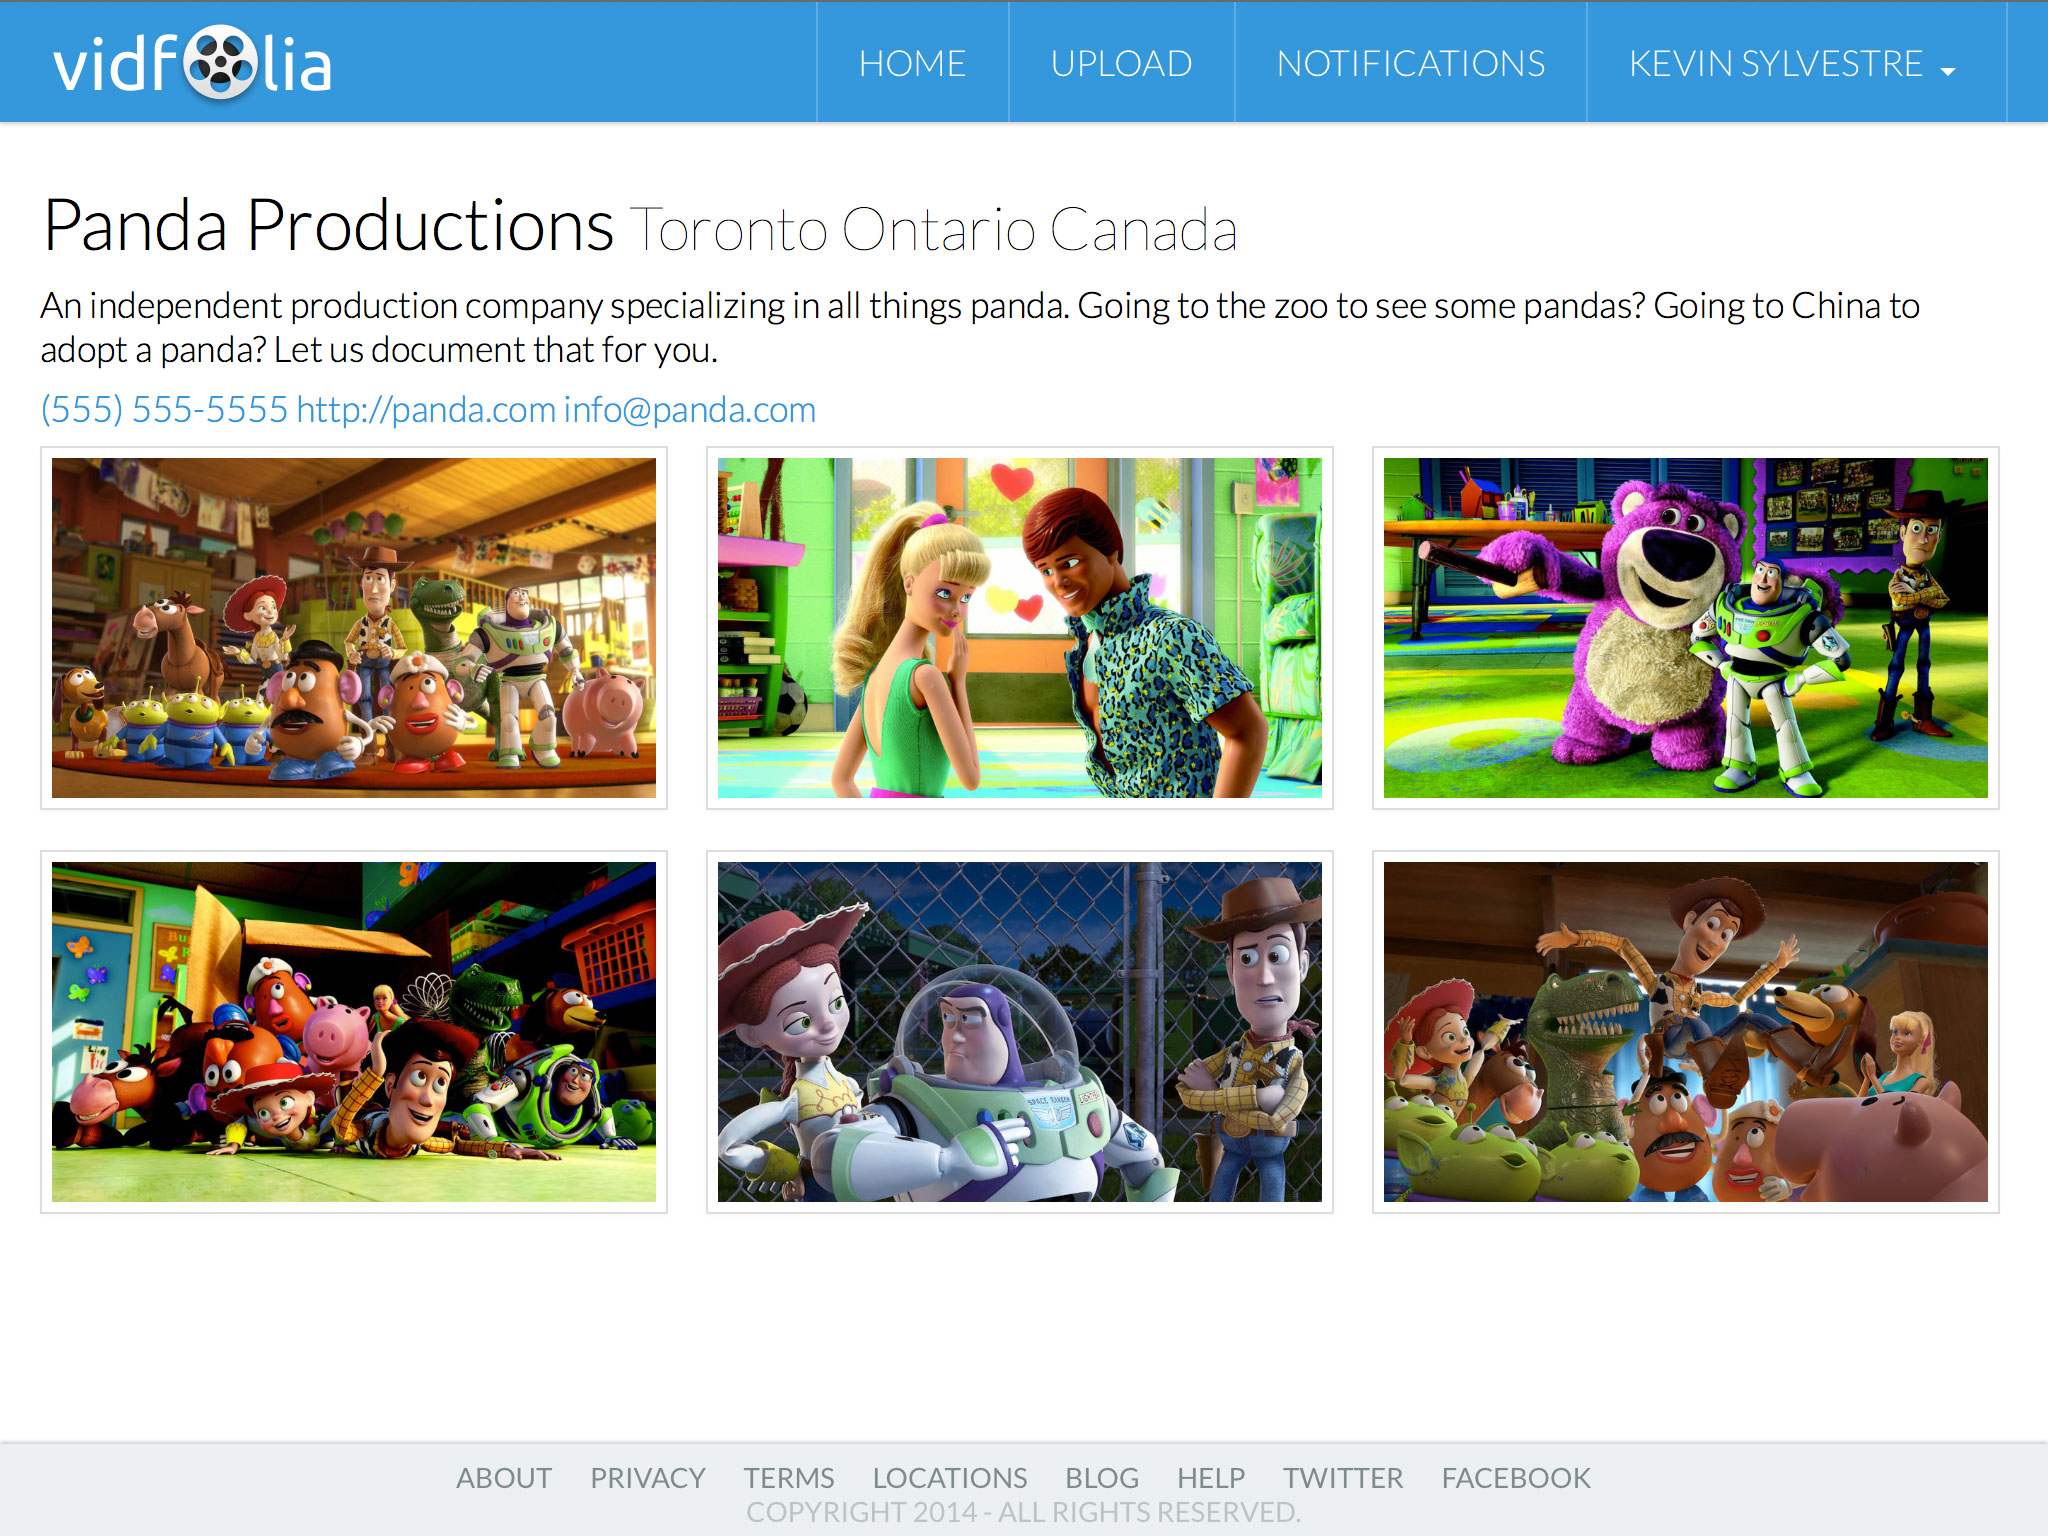 vidfolia
HOME UPLOAD NOTIFICATIONS KEVIN SYLVESTRE
Panda Productions Toronto Ontario Canada
An independent production company specializing in all things panda. Going to the zoo to see some pandas? Going to China to
adopt a panda? Let us document that for you.
(555) 555-5555 http://panda.com info@panda.com
SPACE RANGER LIGHTYEAR
ABOUT PRIVACY TERMS LOCATIONS BLOG HELP TWITTER FACEBOOK
COPYRIGHT 2014 - ALL RIGHTS RESERVED.